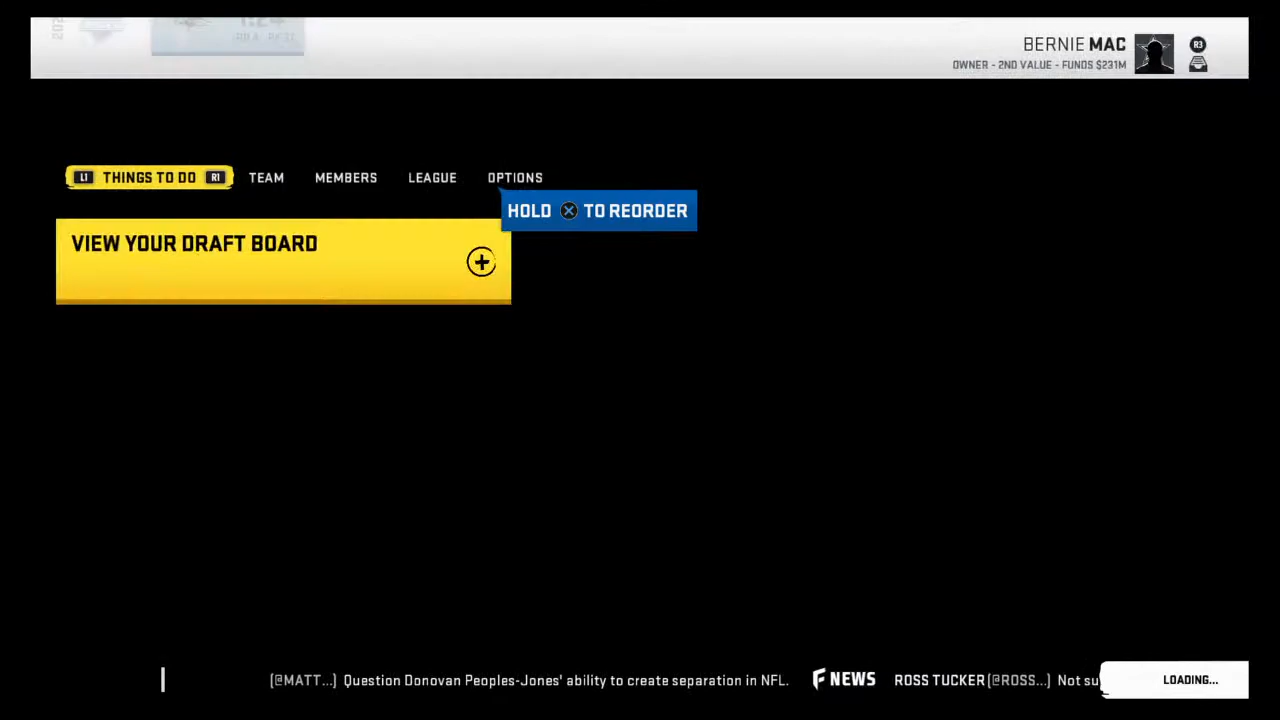 BERNIE MAC
R3
OWNER - 2ND VALUE - FUNDS $231M
L1 THINGS TO DO R1 TEAM MEMBERS LEAGUE OPTIONS
HOLD TO REORDER
VIEW YOUR DRAFT BOARD
[@MATT...] Question Donovan Peoples-Jones' ability to create separation in NFL. NEWS ROSS TUCKER [@ROSS...] Not su
LOADING...